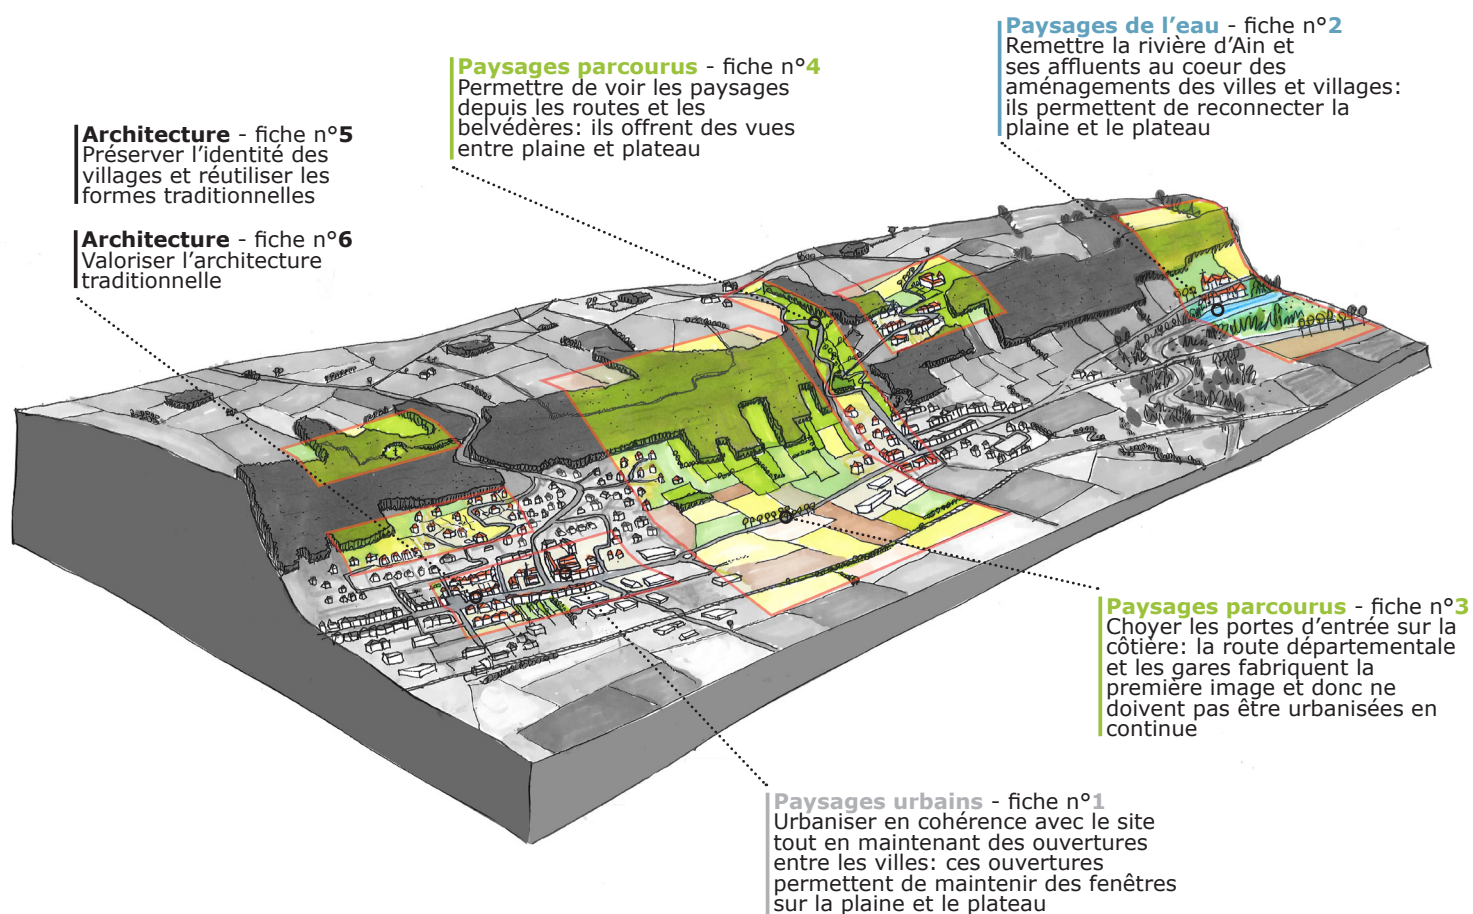 Paysages de l’eau - fiche n°2
Remettre la rivière d’Ain et
ses affluents au coeur des
aménagements des villes et villages:
ils permettent de reconnecter la
plaine et le plateau
Paysages parcourus - fiche n°4
Permettre de voir les paysages
depuis les routes et les
belvédères: ils offrent des vues
entre plaine et plateau
Architecture - fiche n°5
Préserver l’identité des
villages et réutiliser les
formes traditionnelles
Architecture - fiche n°6
Valoriser l’architecture
traditionnelle
Paysages parcourus - fiche n°3
Choyer les portes d’entrée sur la
côtière: la route départementale
et les gares fabriquent la
première image et donc ne
doivent pas être urbanisées en
continue
Paysages urbains - fiche n°1
Urbaniser en cohérence avec le site
tout en maintenant des ouvertures
entre les villes: ces ouvertures
permettent de maintenir des fenêtres
sur la plaine et le plateau